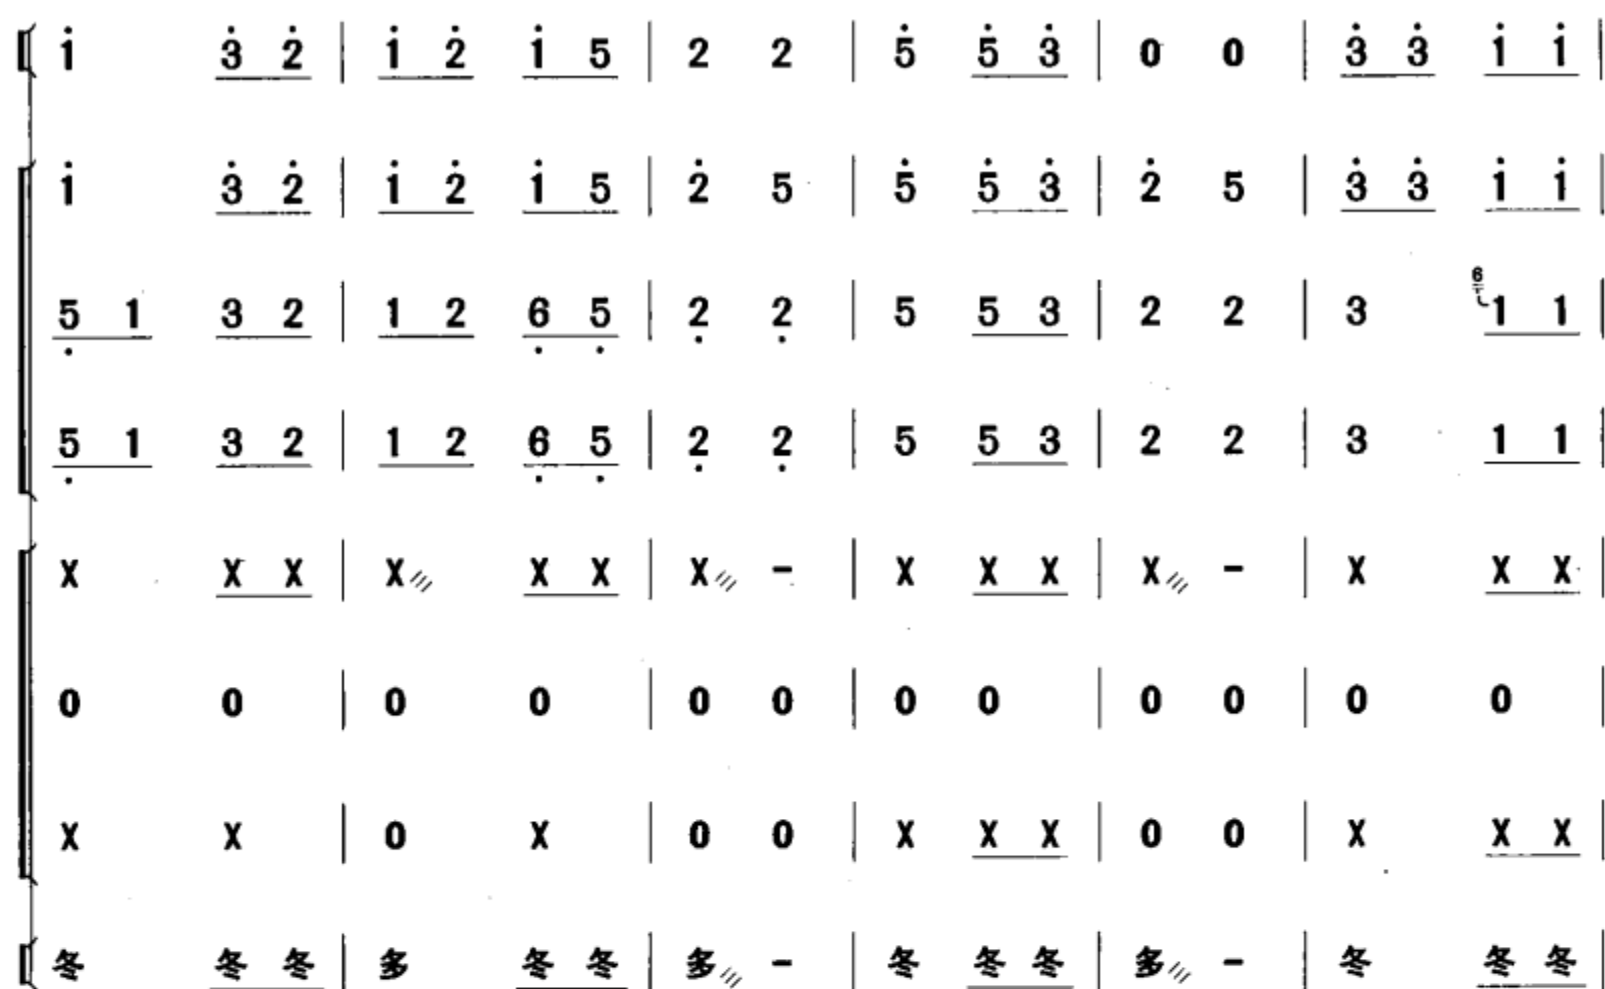 i̇ 3̇ 2̇ | i̇ 2̇ i̇ 5 | 2 2 | 5̇ 5̇ 3̇ | 0 0 | 3̇ 3̇ i̇ i̇ |
i̇ 3̇ 2̇ | i̇ 2̇ i̇ 5 | 2̇ 5 | 5̇ 5̇ 3̇ | 2̇ 5 | 3̇ 3̇ i̇ i̇ |
5̣ 1 3 2 | 1 2 6̣ 5̣ | 2̣ 2̣ | 5 5 3 | 2 2 | 3 6 1 1 |
5̣ 1 3 2 | 1 2 6̣ 5̣ | 2̣ 2̣ | 5 5 3 | 2 2 | 3 1 1 |
X X X | X/// X X | X/// - | X X X | X/// - | X X X |
0 0 | 0 0 | 0 0 | 0 0 | 0 0 | 0 0 |
X X | 0 X | 0 0 | X X X | 0 0 | X X X |
冬 冬 冬 | 多 冬 冬 | 多/// - | 冬 冬 冬 | 多/// - | 冬 冬 冬 |